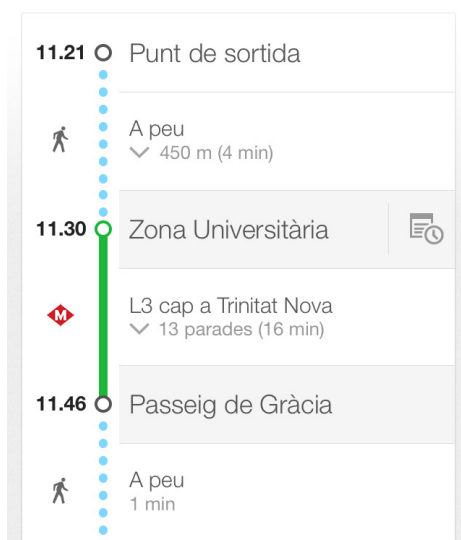 11.21 Punt de sortida
A peu
450 m (4 min)
11.30 Zona Universitària
M
L3 cap a Trinitat Nova
13 parades (16 min)
11.46 Passeig de Gràcia
A peu
1 min